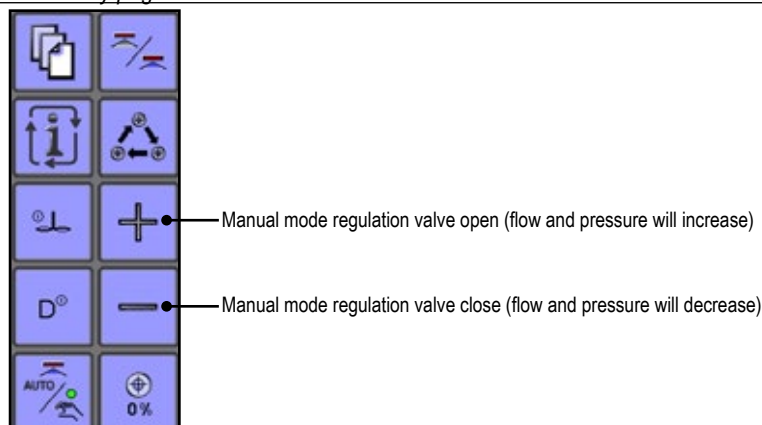 i
Manual mode regulation valve open (flow and pressure will increase)
D
Manual mode regulation valve close (flow and pressure will decrease)
AUTO
0%